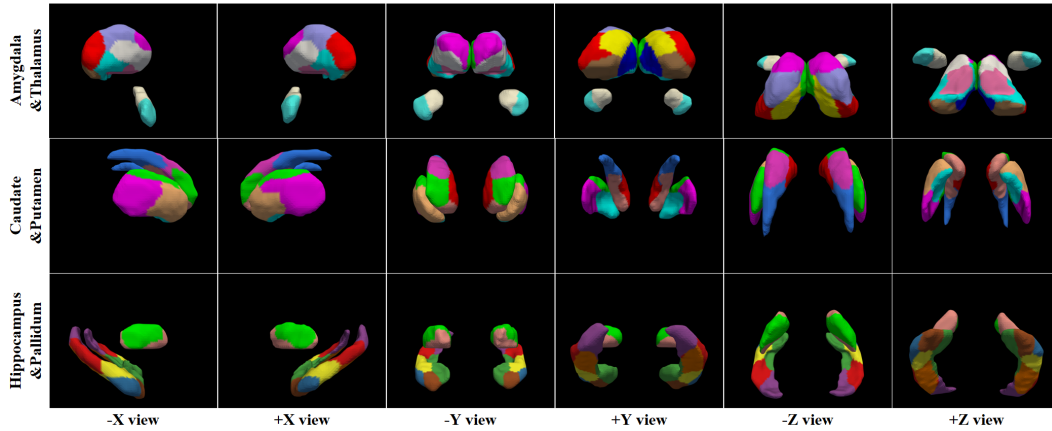 Amygdala
&Thalamus
Caudate
&Putamen
Hippocampus
&Pallidum
-X view
+X view
-Y view
+Y view
-Z view
+Z view